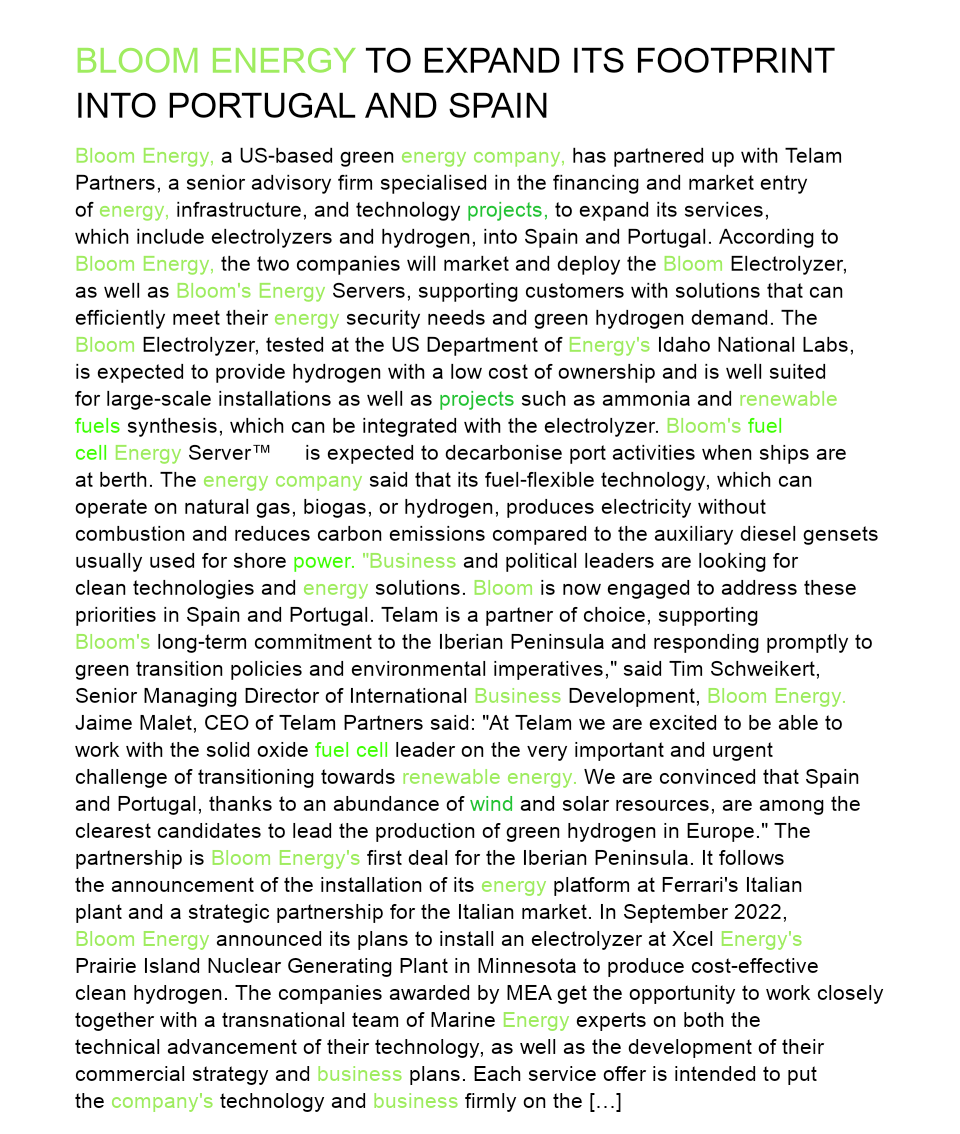 BLOOM ENERGY TO EXPAND ITS FOOTPRINT
INTO PORTUGAL AND SPAIN
Bloom Energy, a US-based green energy company, has partnered up with Telam
Partners, a senior advisory firm specialised in the financing and market entry
of energy, infrastructure, and technology projects, to expand its services,
which include electrolyzers and hydrogen, into Spain and Portugal. According to
Bloom Energy, the two companies will market and deploy the Bloom Electrolyzer,
as well as Bloom's Energy Servers, supporting customers with solutions that can
efficiently meet their energy security needs and green hydrogen demand. The
Bloom Electrolyzer, tested at the US Department of Energy's Idaho National Labs,
is expected to provide hydrogen with a low cost of ownership and is well suited
for large-scale installations as well as projects such as ammonia and renewable
fuels synthesis, which can be integrated with the electrolyzer. Bloom's fuel
cell Energy Server™ is expected to decarbonise port activities when ships are
at berth. The energy company said that its fuel-flexible technology, which can
operate on natural gas, biogas, or hydrogen, produces electricity without
combustion and reduces carbon emissions compared to the auxiliary diesel gensets
usually used for shore power. "Business and political leaders are looking for
clean technologies and energy solutions. Bloom is now engaged to address these
priorities in Spain and Portugal. Telam is a partner of choice, supporting
Bloom's long-term commitment to the Iberian Peninsula and responding promptly to
green transition policies and environmental imperatives," said Tim Schweikert,
Senior Managing Director of International Business Development, Bloom Energy.
Jaime Malet, CEO of Telam Partners said: "At Telam we are excited to be able to
work with the solid oxide fuel cell leader on the very important and urgent
challenge of transitioning towards renewable energy. We are convinced that Spain
and Portugal, thanks to an abundance of wind and solar resources, are among the
clearest candidates to lead the production of green hydrogen in Europe." The
partnership is Bloom Energy's first deal for the Iberian Peninsula. It follows
the announcement of the installation of its energy platform at Ferrari's Italian
plant and a strategic partnership for the Italian market. In September 2022,
Bloom Energy announced its plans to install an electrolyzer at Xcel Energy's
Prairie Island Nuclear Generating Plant in Minnesota to produce cost-effective
clean hydrogen. The companies awarded by MEA get the opportunity to work closely
together with a transnational team of Marine Energy experts on both the
technical advancement of their technology, as well as the development of their
commercial strategy and business plans. Each service offer is intended to put
the company's technology and business firmly on the […]